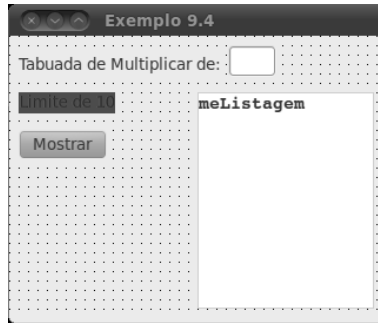 Exemplo 9.4
Tabuada de Multiplicar de:
Limite de 10
meListagem
Mostrar